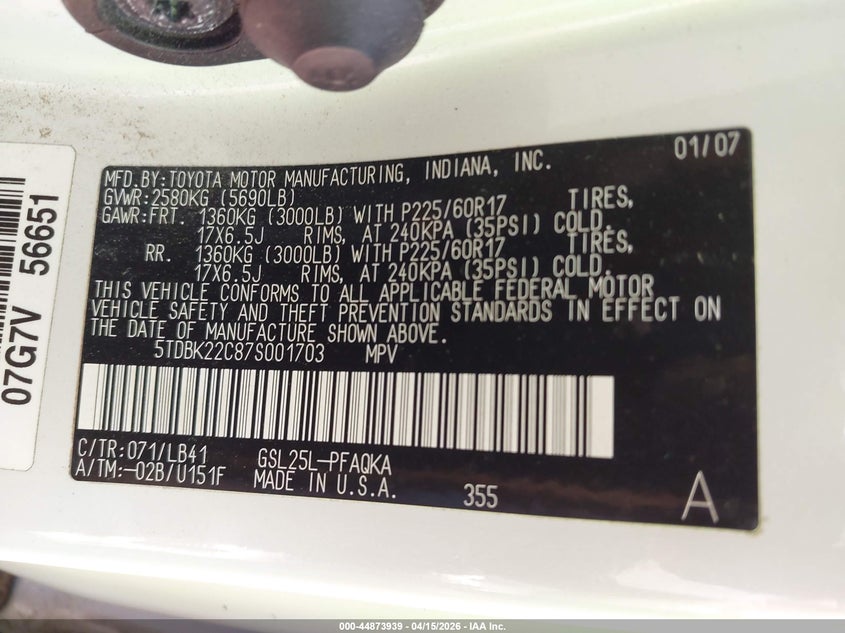 07G7V 56651
01/07
MFD.BY:TOYOTA MOTOR MANUFACTURING, INDIANA, INC.
GVWR:2580KG (5690LB)
GAWR:FRT. 1360KG (3000LB) WITH P225/60R17 TIRES,
17X6.5J RIMS, AT 240KPA (35PSI) COLD.
RR. 1360KG (3000LB) WITH P225/60R17 TIRES,
17X6.5J RIMS, AT 240KPA (35PSI) COLD.
THIS VEHICLE CONFORMS TO ALL APPLICABLE FEDERAL MOTOR
VEHICLE SAFETY AND THEFT PREVENTION STANDARDS IN EFFECT ON
THE DATE OF MANUFACTURE SHOWN ABOVE.
5TDBK22C87S001703 MPV
C/TR:071/LB41 GSL25L-PFAQKA
A/TM:-02B/U151F MADE IN U.S.A. 355 A
000-44873939 - 04/15/2026 - IAA Inc.